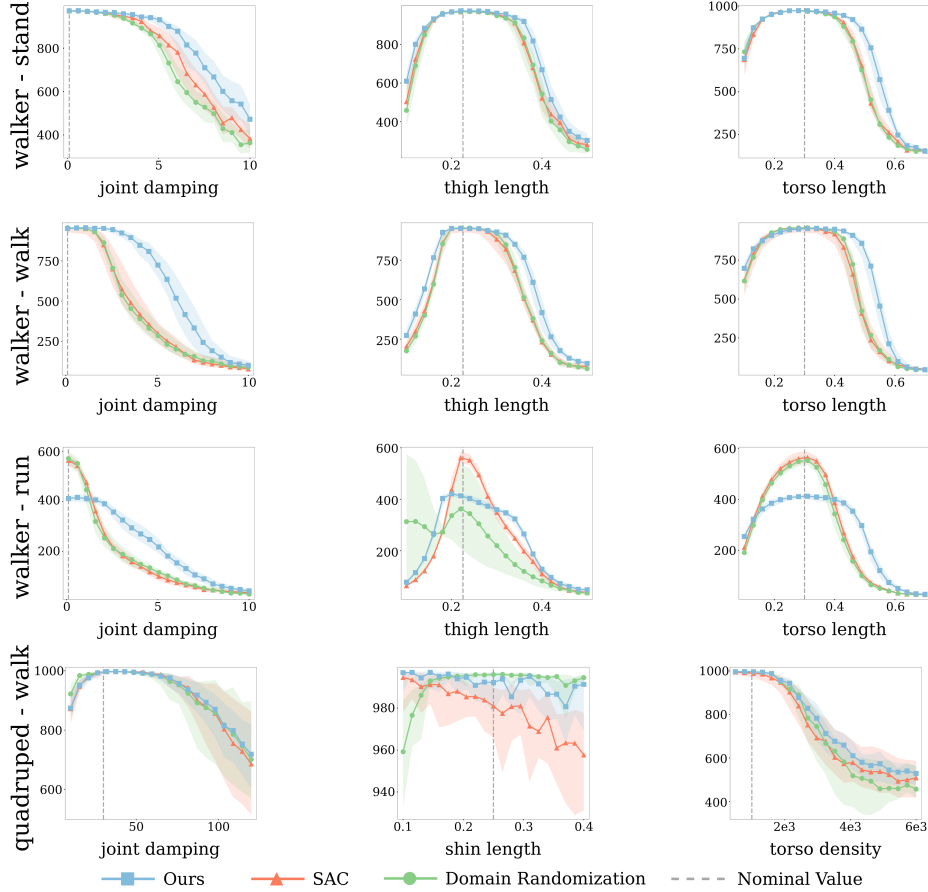 walker - stand
800
600
400
0
5
10
joint damping
800
600
400
0.2
0.4
thigh length
1000
750
500
250
0.2
0.4
0.6
torso length
walker - walk
750
500
250
0
5
10
joint damping
750
500
250
0.2
0.4
thigh length
750
500
250
0.2
0.4
0.6
torso length
walker - run
600
400
200
0
5
10
joint damping
600
400
200
0.2
0.4
thigh length
600
400
200
0.2
0.4
0.6
torso length
quadruped - walk
1000
800
600
50
100
joint damping
980
960
940
0.1
0.2
0.3
0.4
shin length
1000
800
600
400
2e3
4e3
6e3
torso density
Ours
SAC
Domain Randomization
Nominal Value